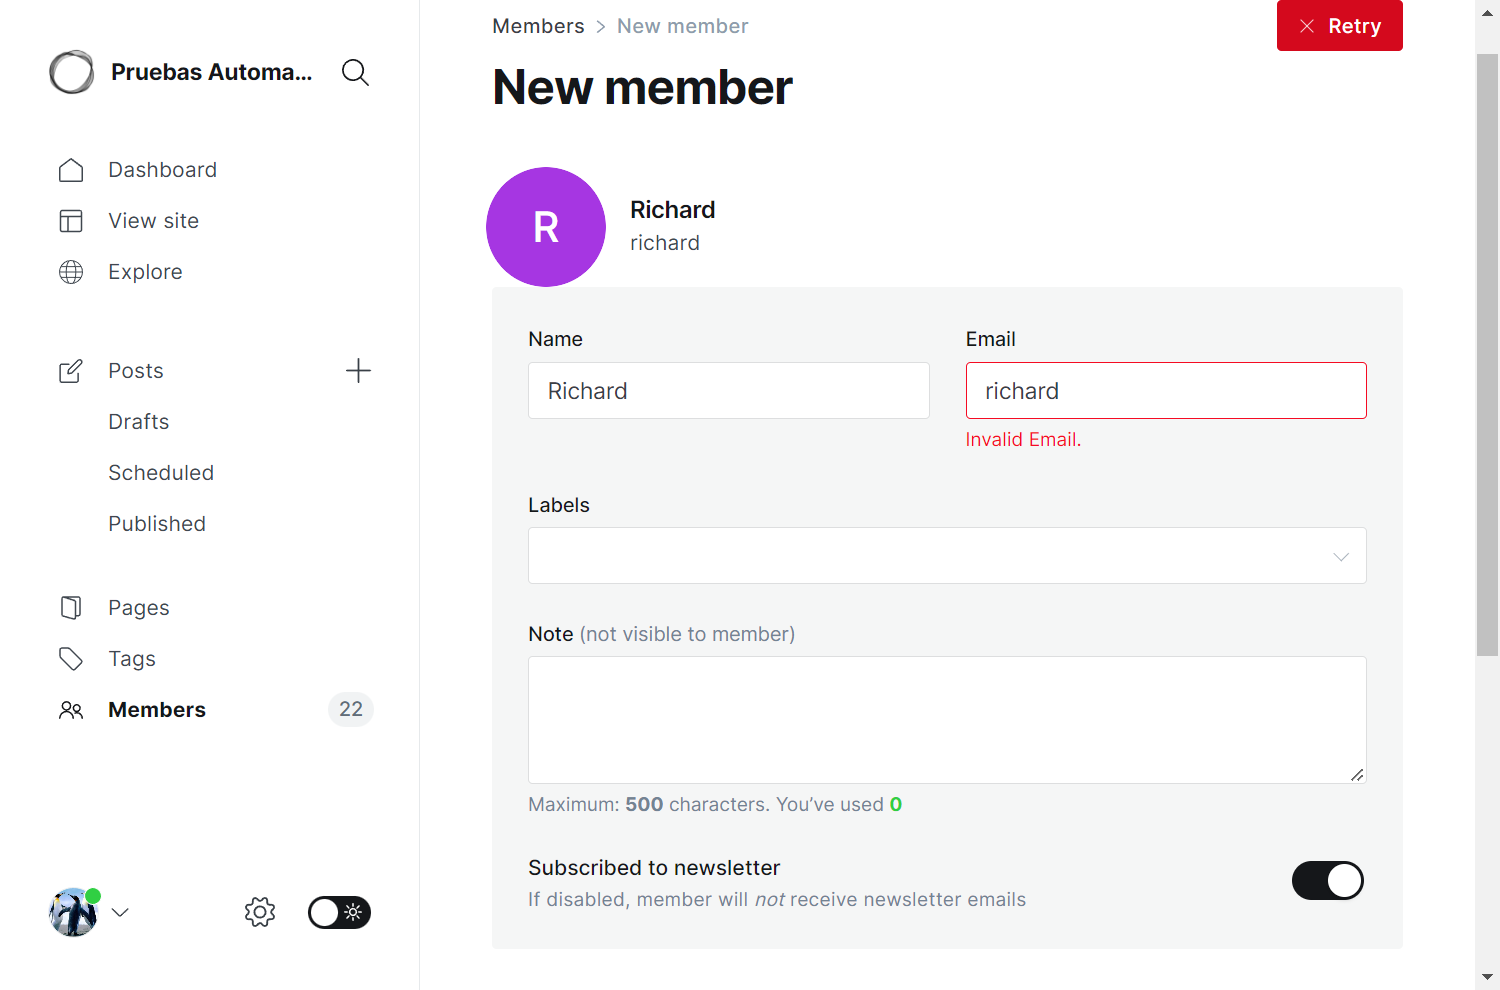 Pruebas Automa...
Dashboard
View site
Explore
Posts
Drafts
Scheduled
Published
Pages
Tags
Members 22
Members > New member
Retry
New member
R
Richard
richard
Name
Richard
Email
richard
Invalid Email.
Labels
Note (not visible to member)
Maximum: 500 characters. You’ve used 0
Subscribed to newsletter
If disabled, member will not receive newsletter emails